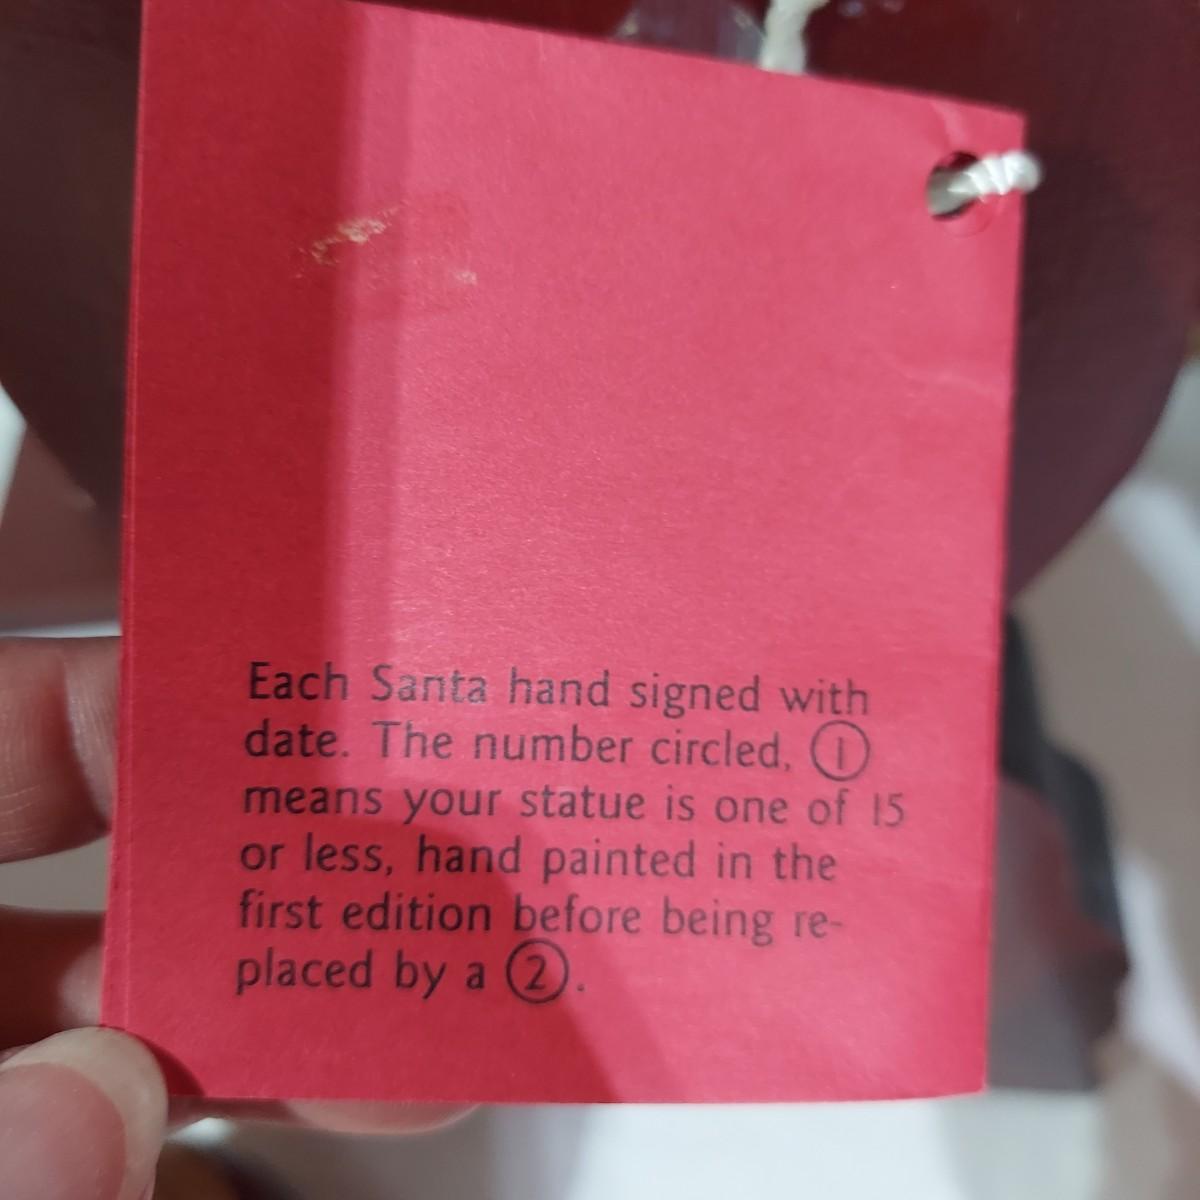 Each Santa hand signed with
date. The number circled, ①
means your statue is one of 15
or less, hand painted in the
first edition before being re-
placed by a ②.